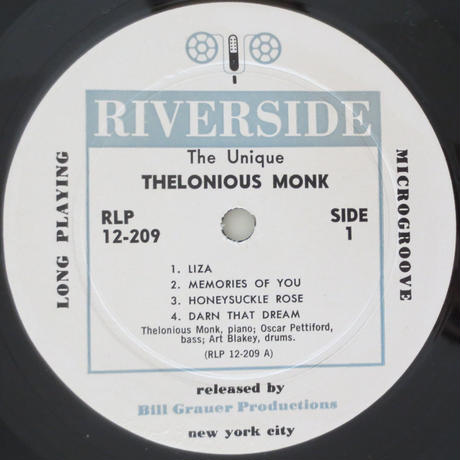 RIVERSIDE
The Unique
THELONIOUS MONK
RLP
12-209
SIDE
1
LONG PLAYING
MICROGROOVE
1. LIZA
2. MEMORIES OF YOU
3. HONEYSUCKLE ROSE
4. DARN THAT DREAM
Thelonious Monk, piano; Oscar Pettiford,
bass; Art Blakey, drums.
(RLP 12-209 A)
released by
Bill Grauer Productions
new york city